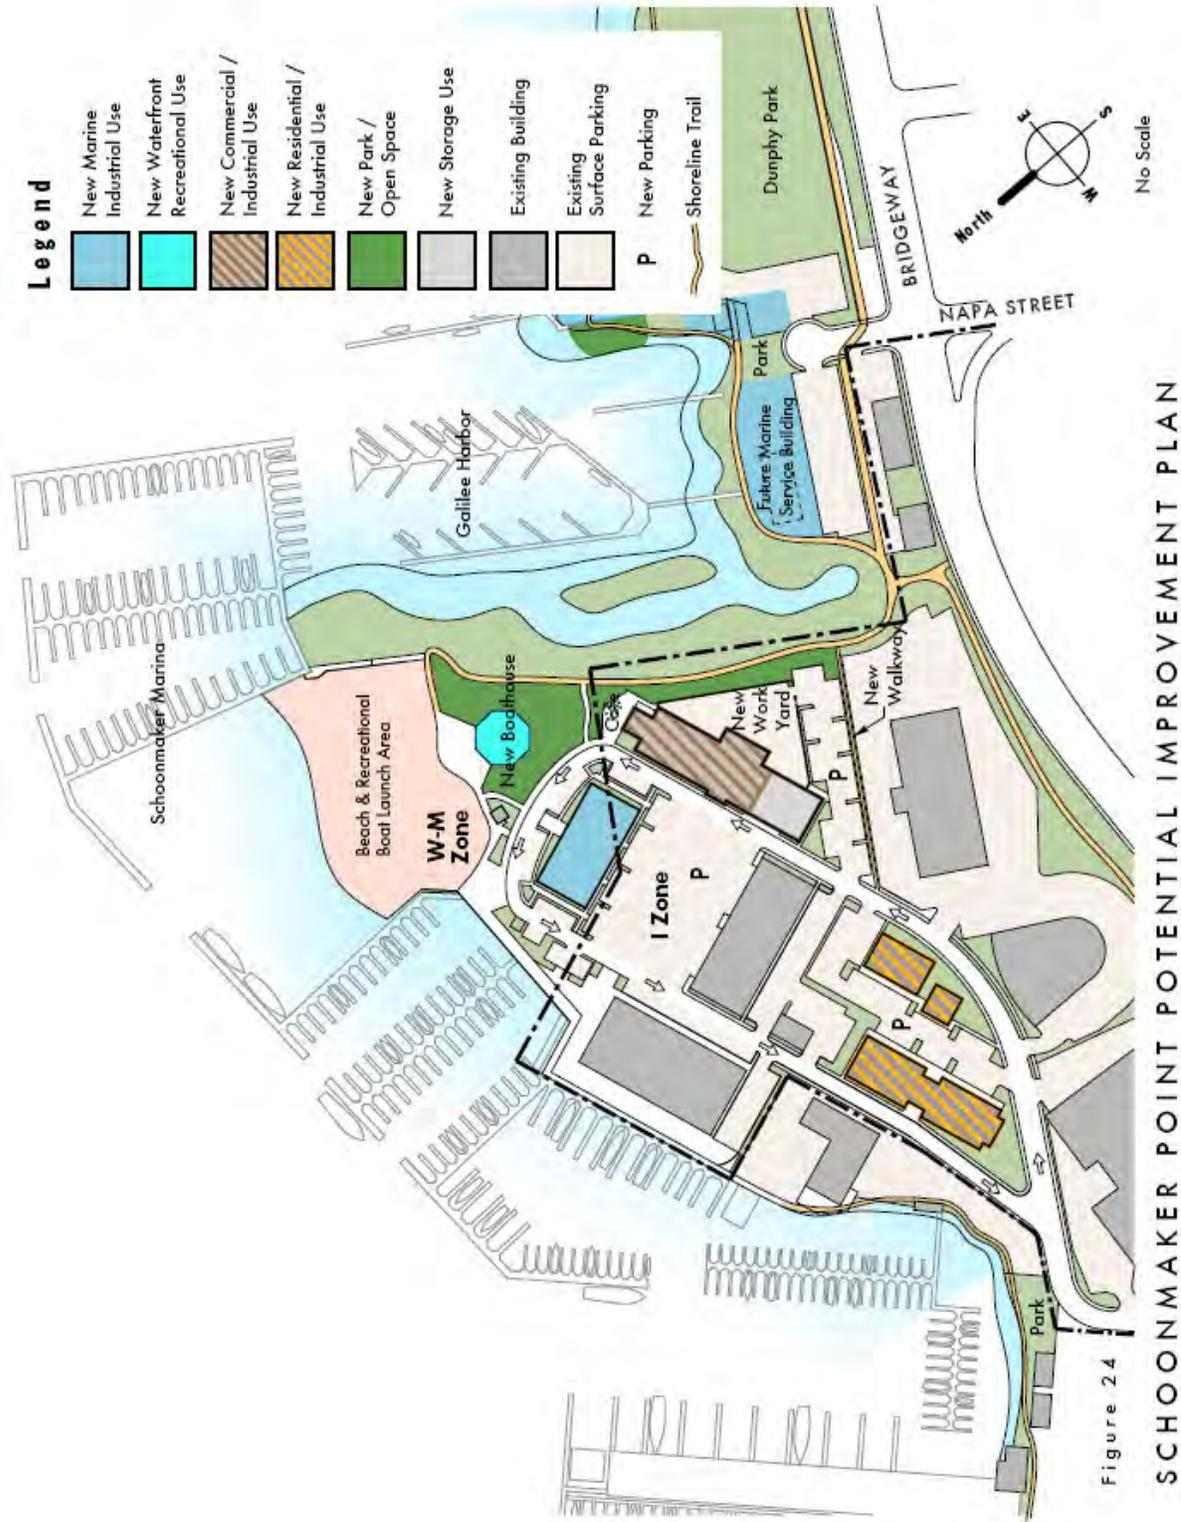 Legend
New Marine
Industrial Use
New Waterfront
Recreational Use
New Commercial /
Industrial Use
New Residential /
Industrial Use
New Park /
Open Space
New Storage Use
Existing Building
Existing
Surface Parking
P
New Parking
Shoreline Trail
Schoonmaker Marina
Galilee Harbor
Beach & Recreational
Boat Launch Area
W-M
Zone
New Boathouse
Cafe
I Zone
P
New
Work
Yard
New
Walkway
P
P
Future Marine
Service Building
Park
Dunphy Park
BRIDGEWAY
NAPA STREET
North
E
S
W
No Scale
Park
Figure 24
SCHOONMAKER POINT POTENTIAL IMPROVEMENT PLAN